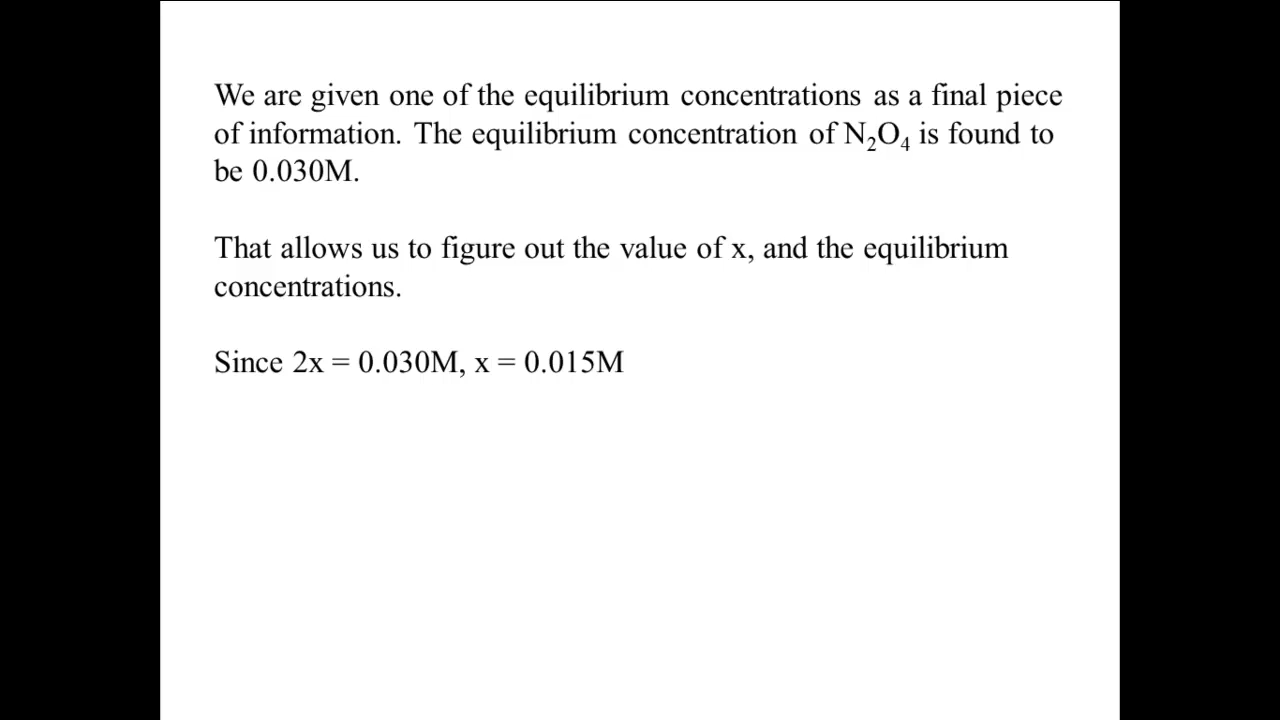 We are given one of the equilibrium concentrations as a final piece
of information. The equilibrium concentration of N₂O₄ is found to
be 0.030M.
That allows us to figure out the value of x, and the equilibrium
concentrations.
Since 2x = 0.030M, x = 0.015M